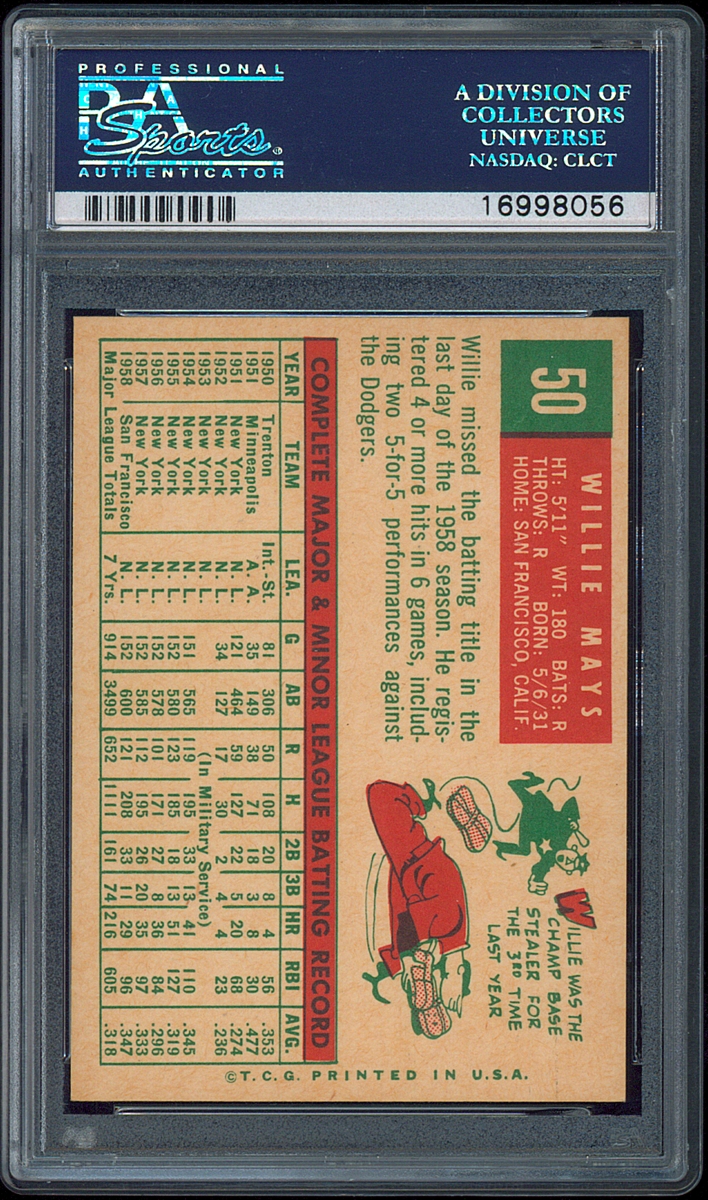 PROFESSIONAL
PSA
Sports®
AUTHENTICATOR
A DIVISION OF
COLLECTORS
UNIVERSE
NASDAQ: CLCT
16998056
50
WILLIE MAYS
HT: 5'11" WT: 180 BATS: R
THROWS: R BORN: 5/6/31
HOME: SAN FRANCISCO, CALIF.
Willie missed the batting title in the
last day of the 1958 season. He regis-
tered 4 or more hits in 6 games, includ-
ing two 5-for-5 performances against
the Dodgers.
WILLIE WAS THE
CHAMP BASE
STEALER FOR
THE 3RD TIME
LAST YEAR
COMPLETE MAJOR & MINOR LEAGUE BATTING RECORD
YEAR TEAM LEA. G AB R H 2B 3B HR RBI AVG.
1950 Trenton Int.-St 81 306 50 108 20 8 4 56 .353
1951 Minneapolis A. A. 35 149 38 71 18 3 8 30 .477
1951 New York N. L. 121 464 59 127 22 5 20 68 .274
1952 New York N. L. 34 127 17 30 2 4 4 23 .236
1953 New York (In Military Service)
1954 New York N. L. 151 565 119 195 33 13 41 110 .345
1955 New York N. L. 152 580 123 185 18 13 51 127 .319
1956 New York N. L. 152 578 101 171 27 8 36 84 .296
1957 New York N. L. 152 585 112 195 26 20 35 97 .333
1958 San Francisco N. L. 152 600 121 208 33 11 29 96 .347
Major League Totals 7 Yrs. 914 3499 652 1111 161 74 216 605 .318
©T.C.G. PRINTED IN U.S.A.